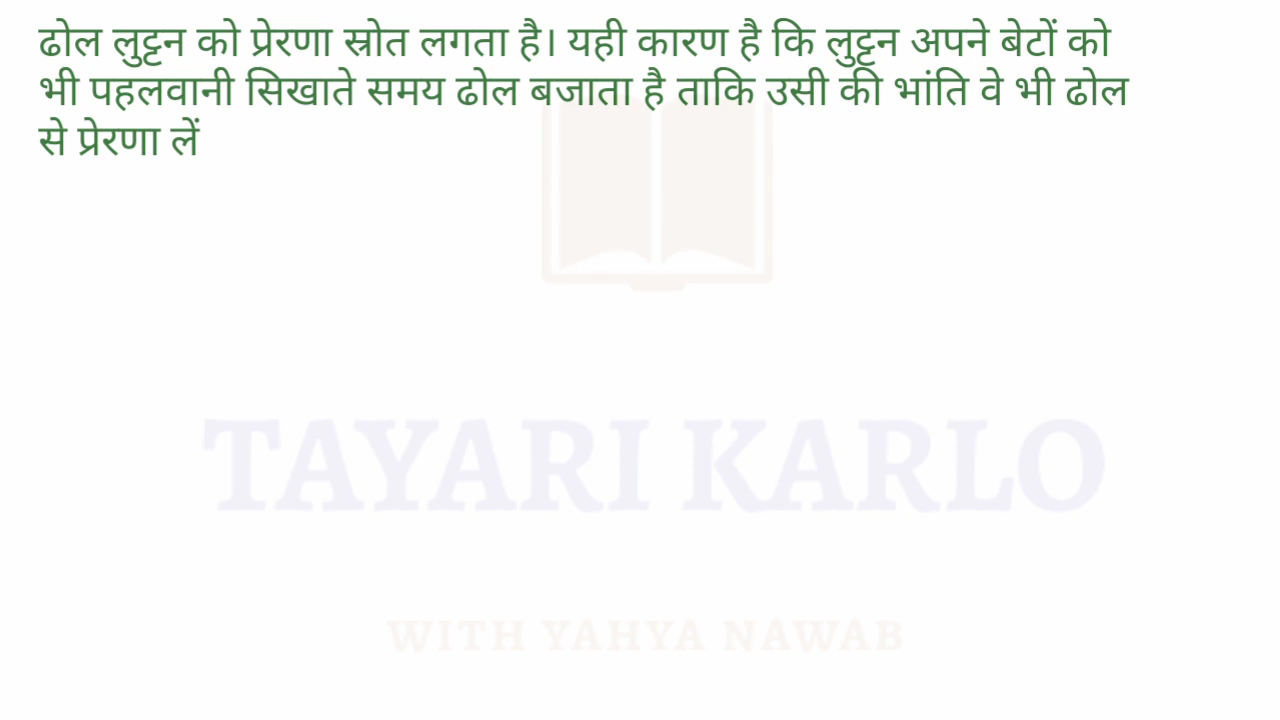 ढोल लुट्टन को प्रेरणा स्रोत लगता है। यही कारण है कि लुट्टन अपने बेटों को
भी पहलवानी सिखाते समय ढोल बजाता है ताकि उसी की भांति वे भी ढोल
से प्रेरणा लें
TAYARI KARLO
WITH YAHYA NAWAB